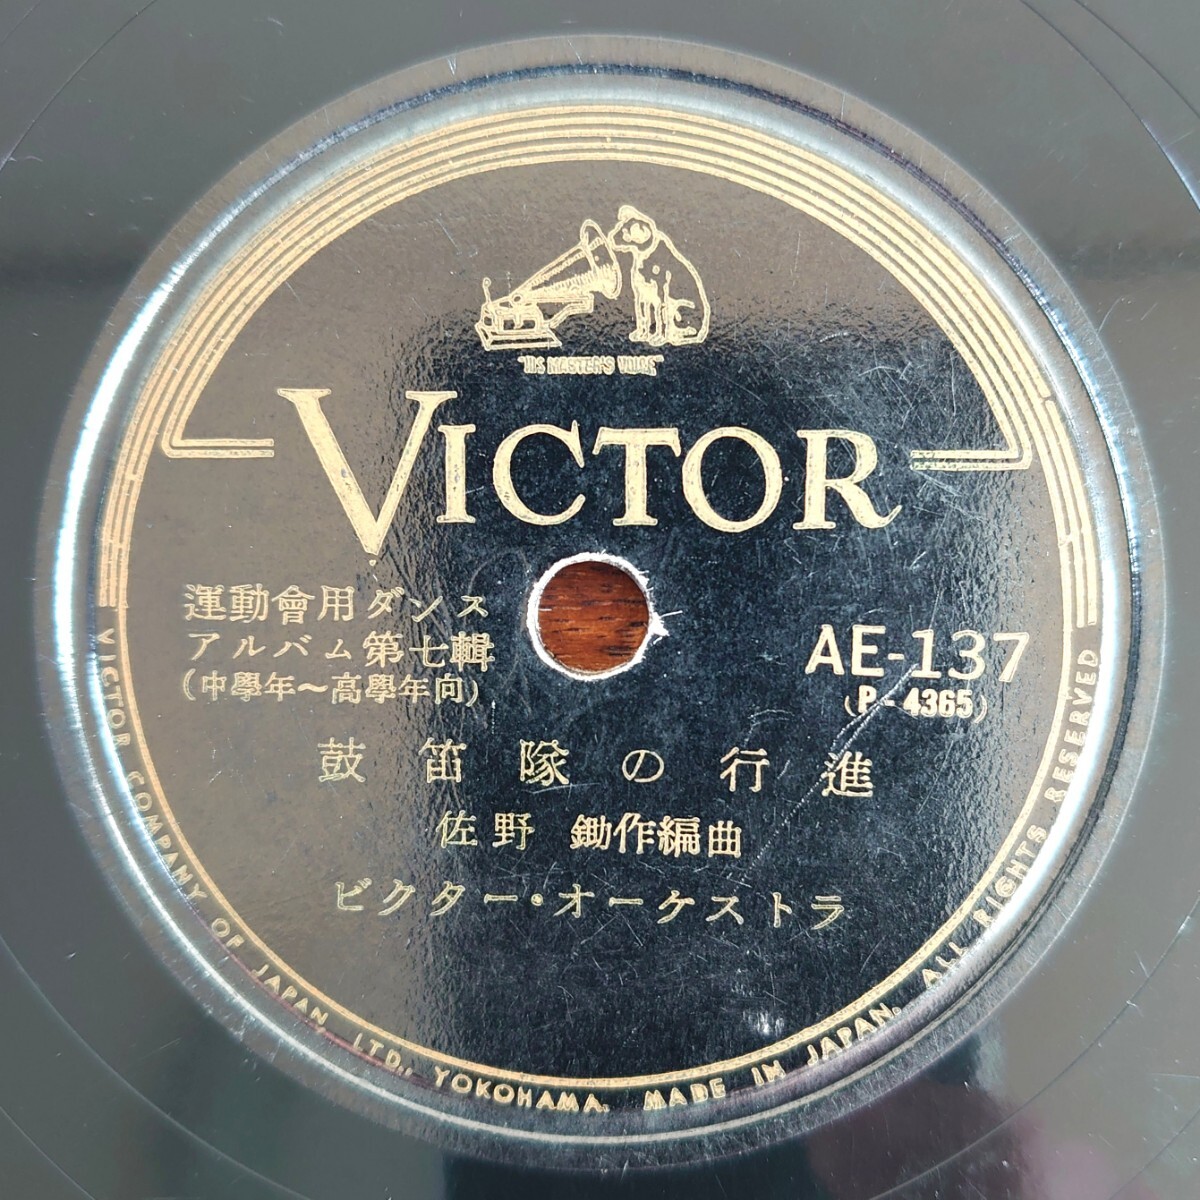 "HIS MASTER'S VOICE"
VICTOR
運動會用ダンス
アルバム第七輯
(中學年～高學年向)
AE-137
(P-4365)
鼓笛隊の行進
佐野 鋤作編曲
ビクター・オーケストラ
VICTOR COMPANY OF JAPAN, LTD., YOKOHAMA. MADE IN JAPAN. ALL RIGHTS RESERVED